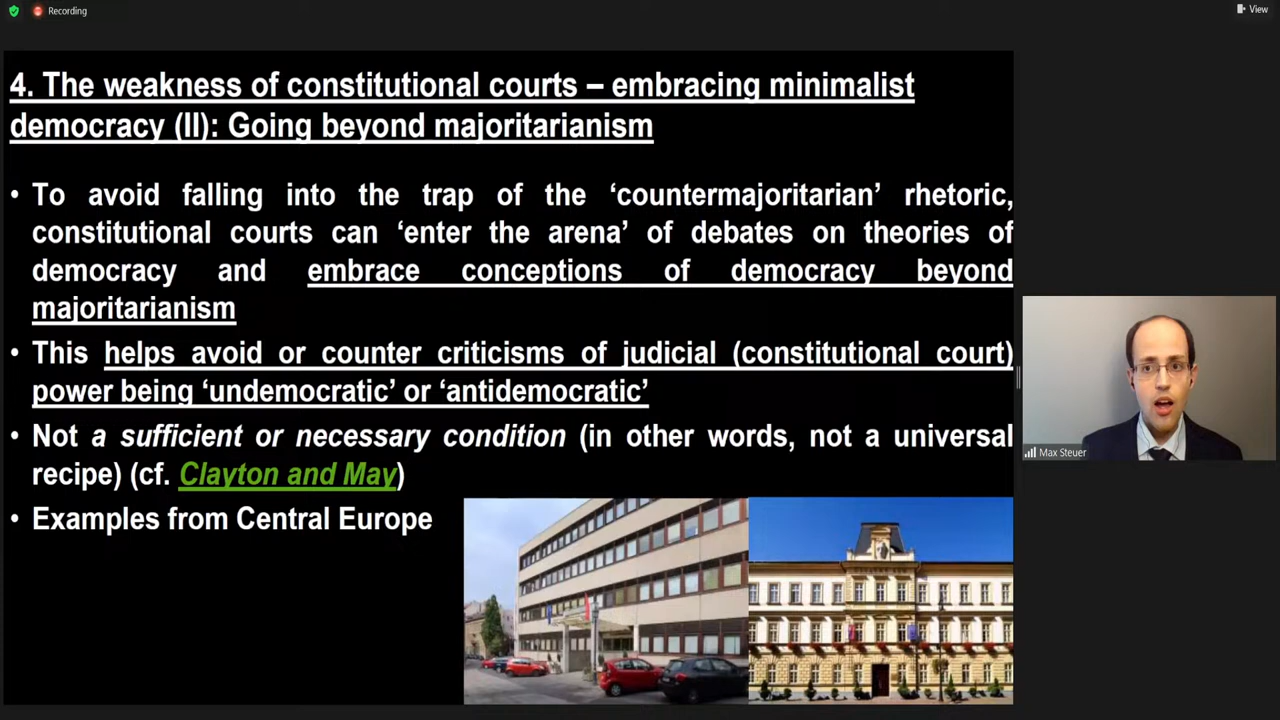 Recording
View
4. The weakness of constitutional courts – embracing minimalist
democracy (II): Going beyond majoritarianism
• To avoid falling into the trap of the ‘countermajoritarian’ rhetoric,
constitutional courts can ‘enter the arena’ of debates on theories of
democracy and embrace conceptions of democracy beyond
majoritarianism
• This helps avoid or counter criticisms of judicial (constitutional court)
power being ‘undemocratic’ or ‘antidemocratic’
• Not a sufficient or necessary condition (in other words, not a universal
recipe) (cf. Clayton and May)
• Examples from Central Europe
Max Steuer